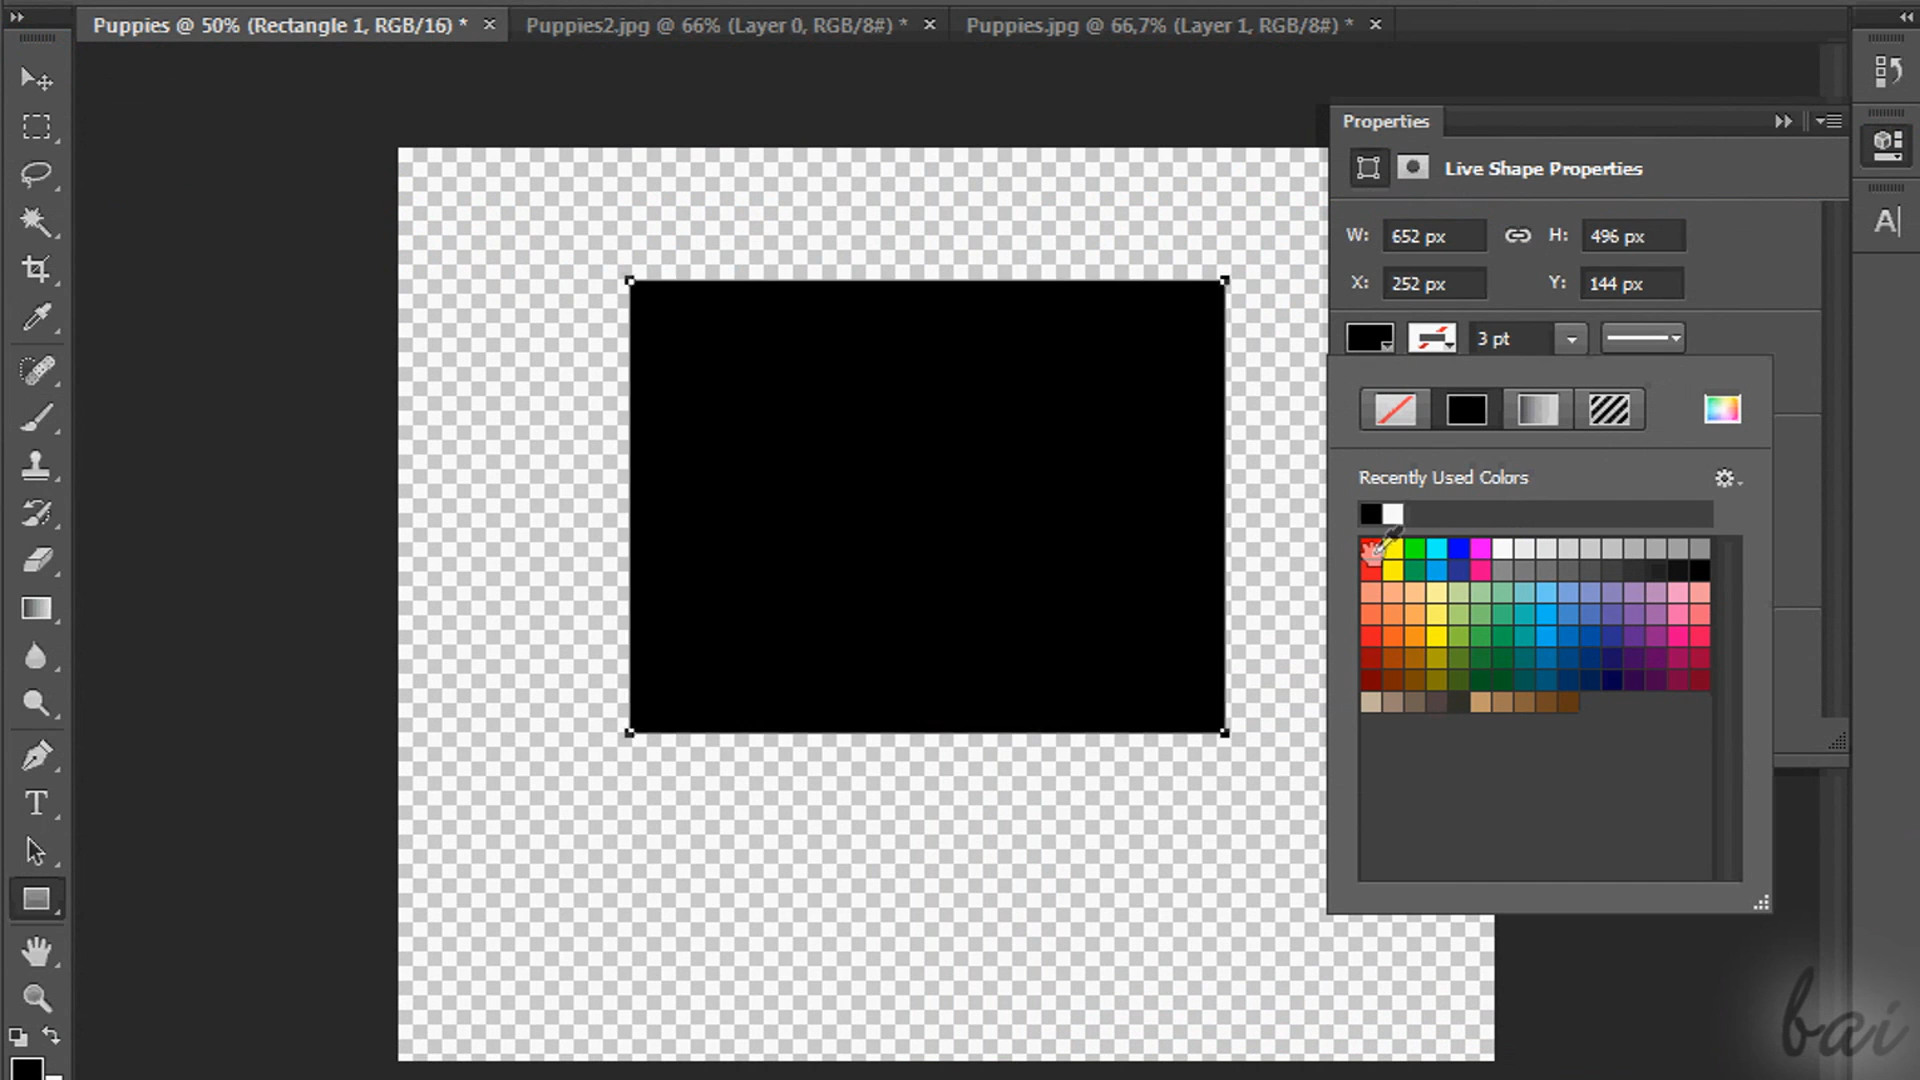 Puppies @ 50% (Rectangle 1, RGB/16) * Puppies2.jpg @ 66% (Layer 0, RGB/8#) * Puppies.jpg @ 66,7% (Layer 1, RGB/8#) *
Properties
Live Shape Properties
W: 652 px H: 496 px
X: 252 px Y: 144 px
3 pt
Recently Used Colors
bai